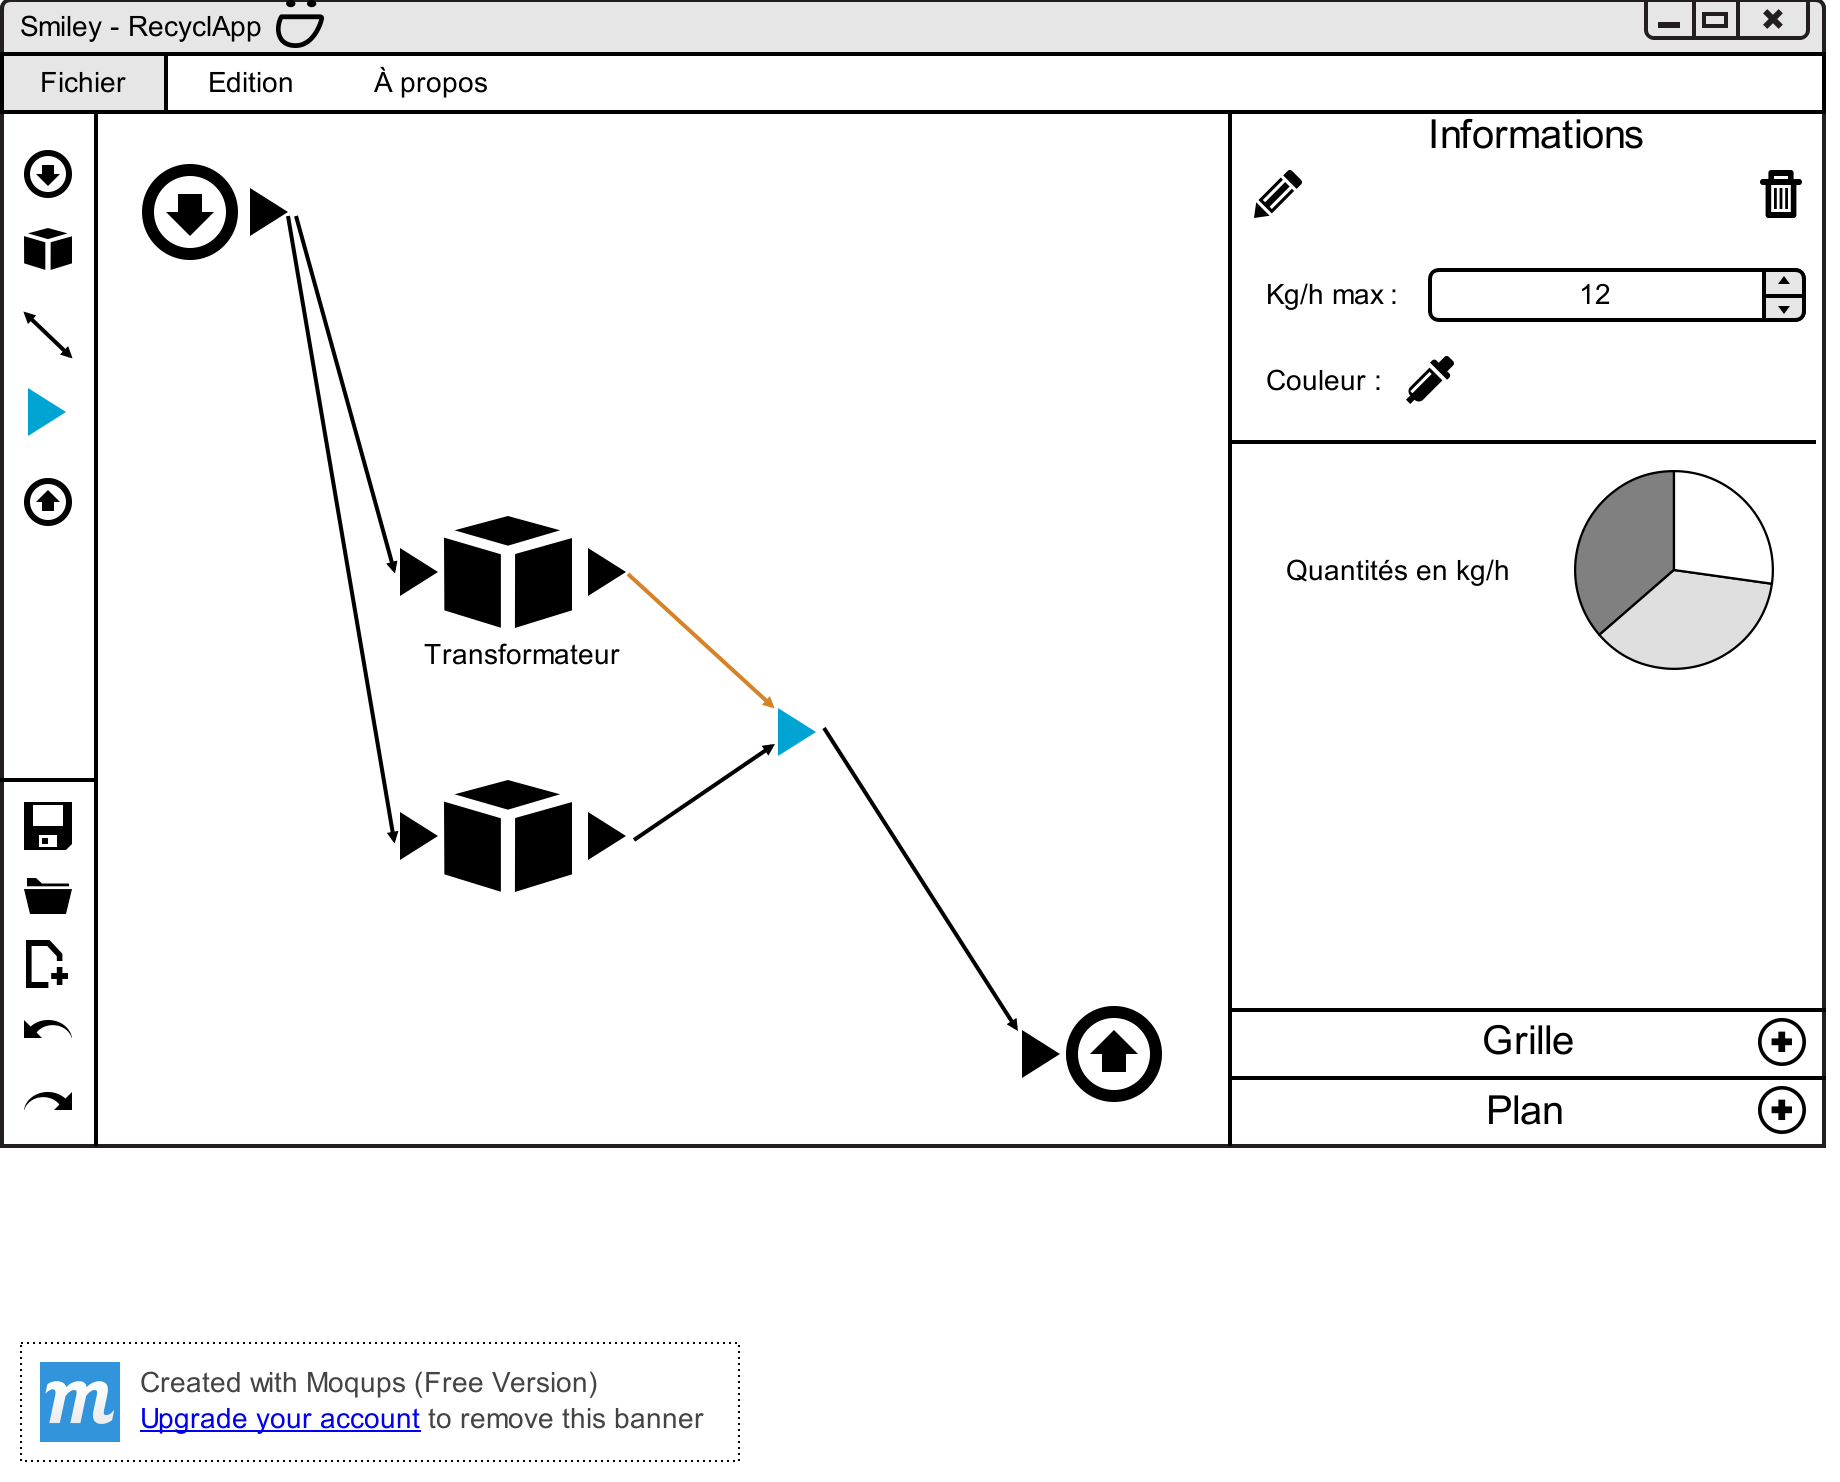 Smiley - RecyclApp
Fichier
Edition
À propos
Informations
Kg/h max :
12
Couleur :
Transformateur
Quantités en kg/h
Grille
Plan
m
Created with Moqups (Free Version)
Upgrade your account to remove this banner